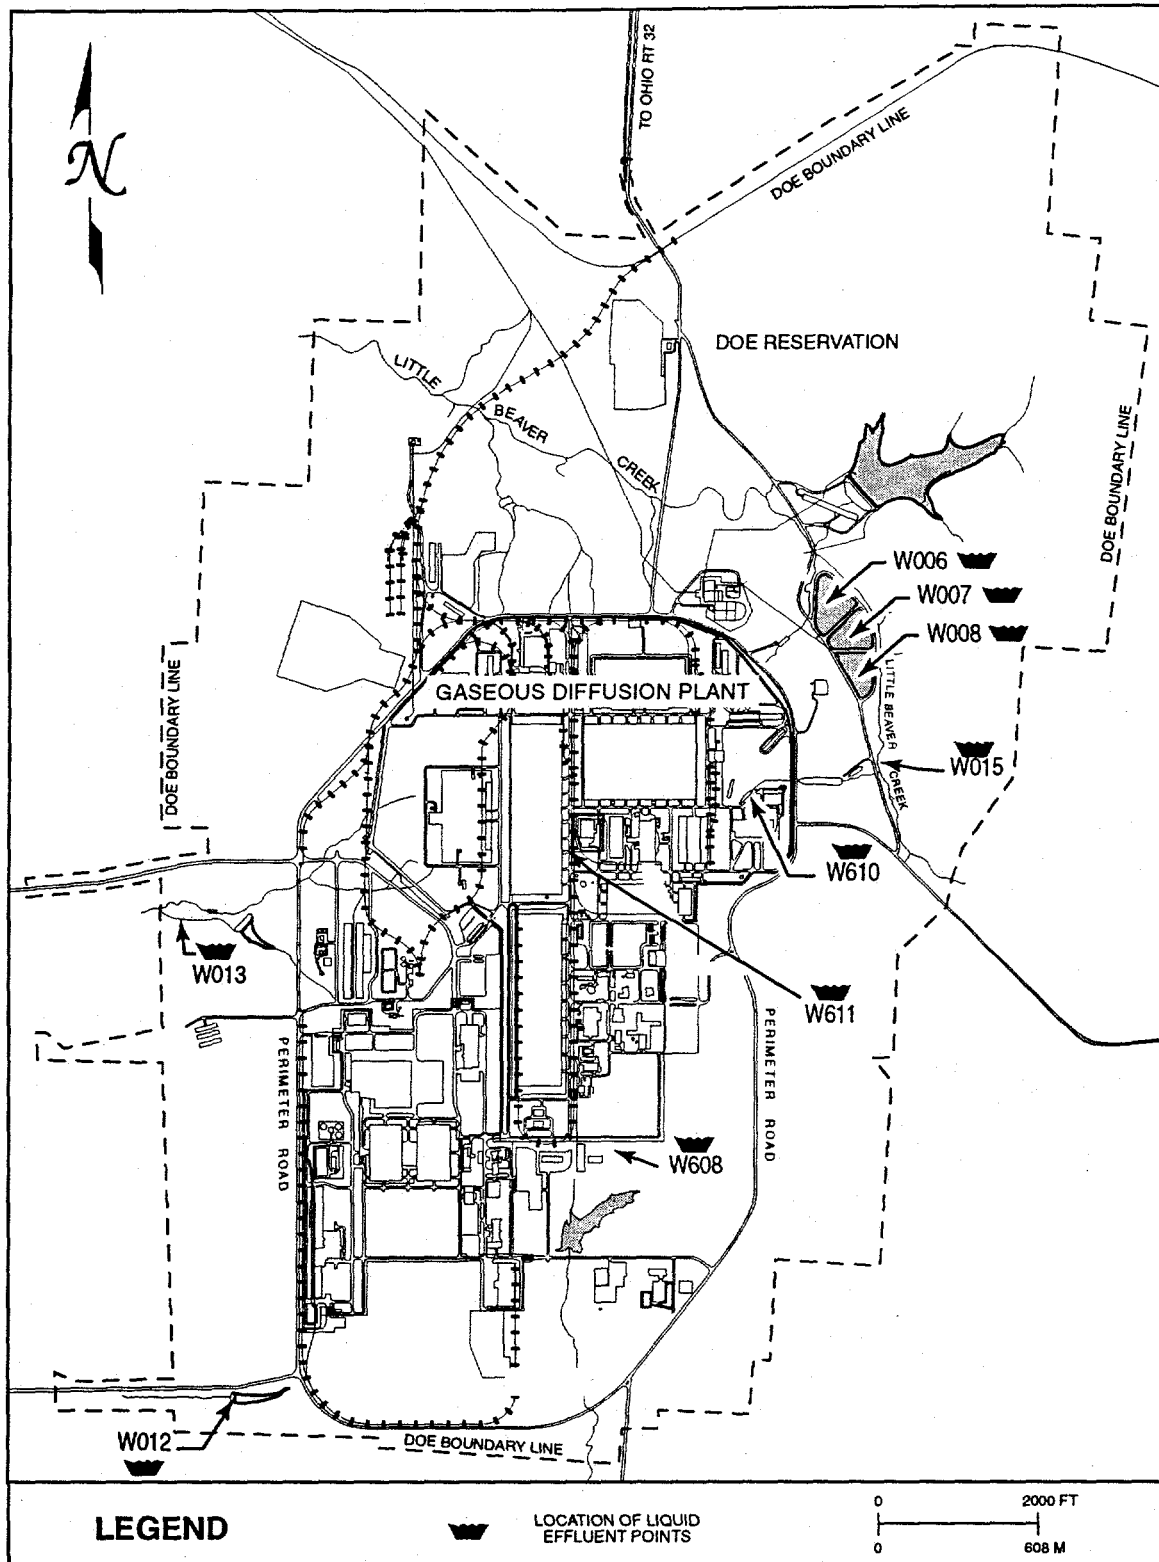 TO OHIO RT 32
N
DOE BOUNDARY LINE
DOE RESERVATION
LITTLE
BEAVER
CREEK
DOE BOUNDARY LINE
W006
W007
W008
GASEOUS DIFFUSION PLANT
LITTLE BEAVER
CREEK
DOE BOUNDARY LINE
W015
W610
W013
W611
PERIMETER ROAD
PERIMETER ROAD
W608
W012
DOE BOUNDARY LINE
LEGEND
LOCATION OF LIQUID
EFFLUENT POINTS
0 2000 FT
0 608 M